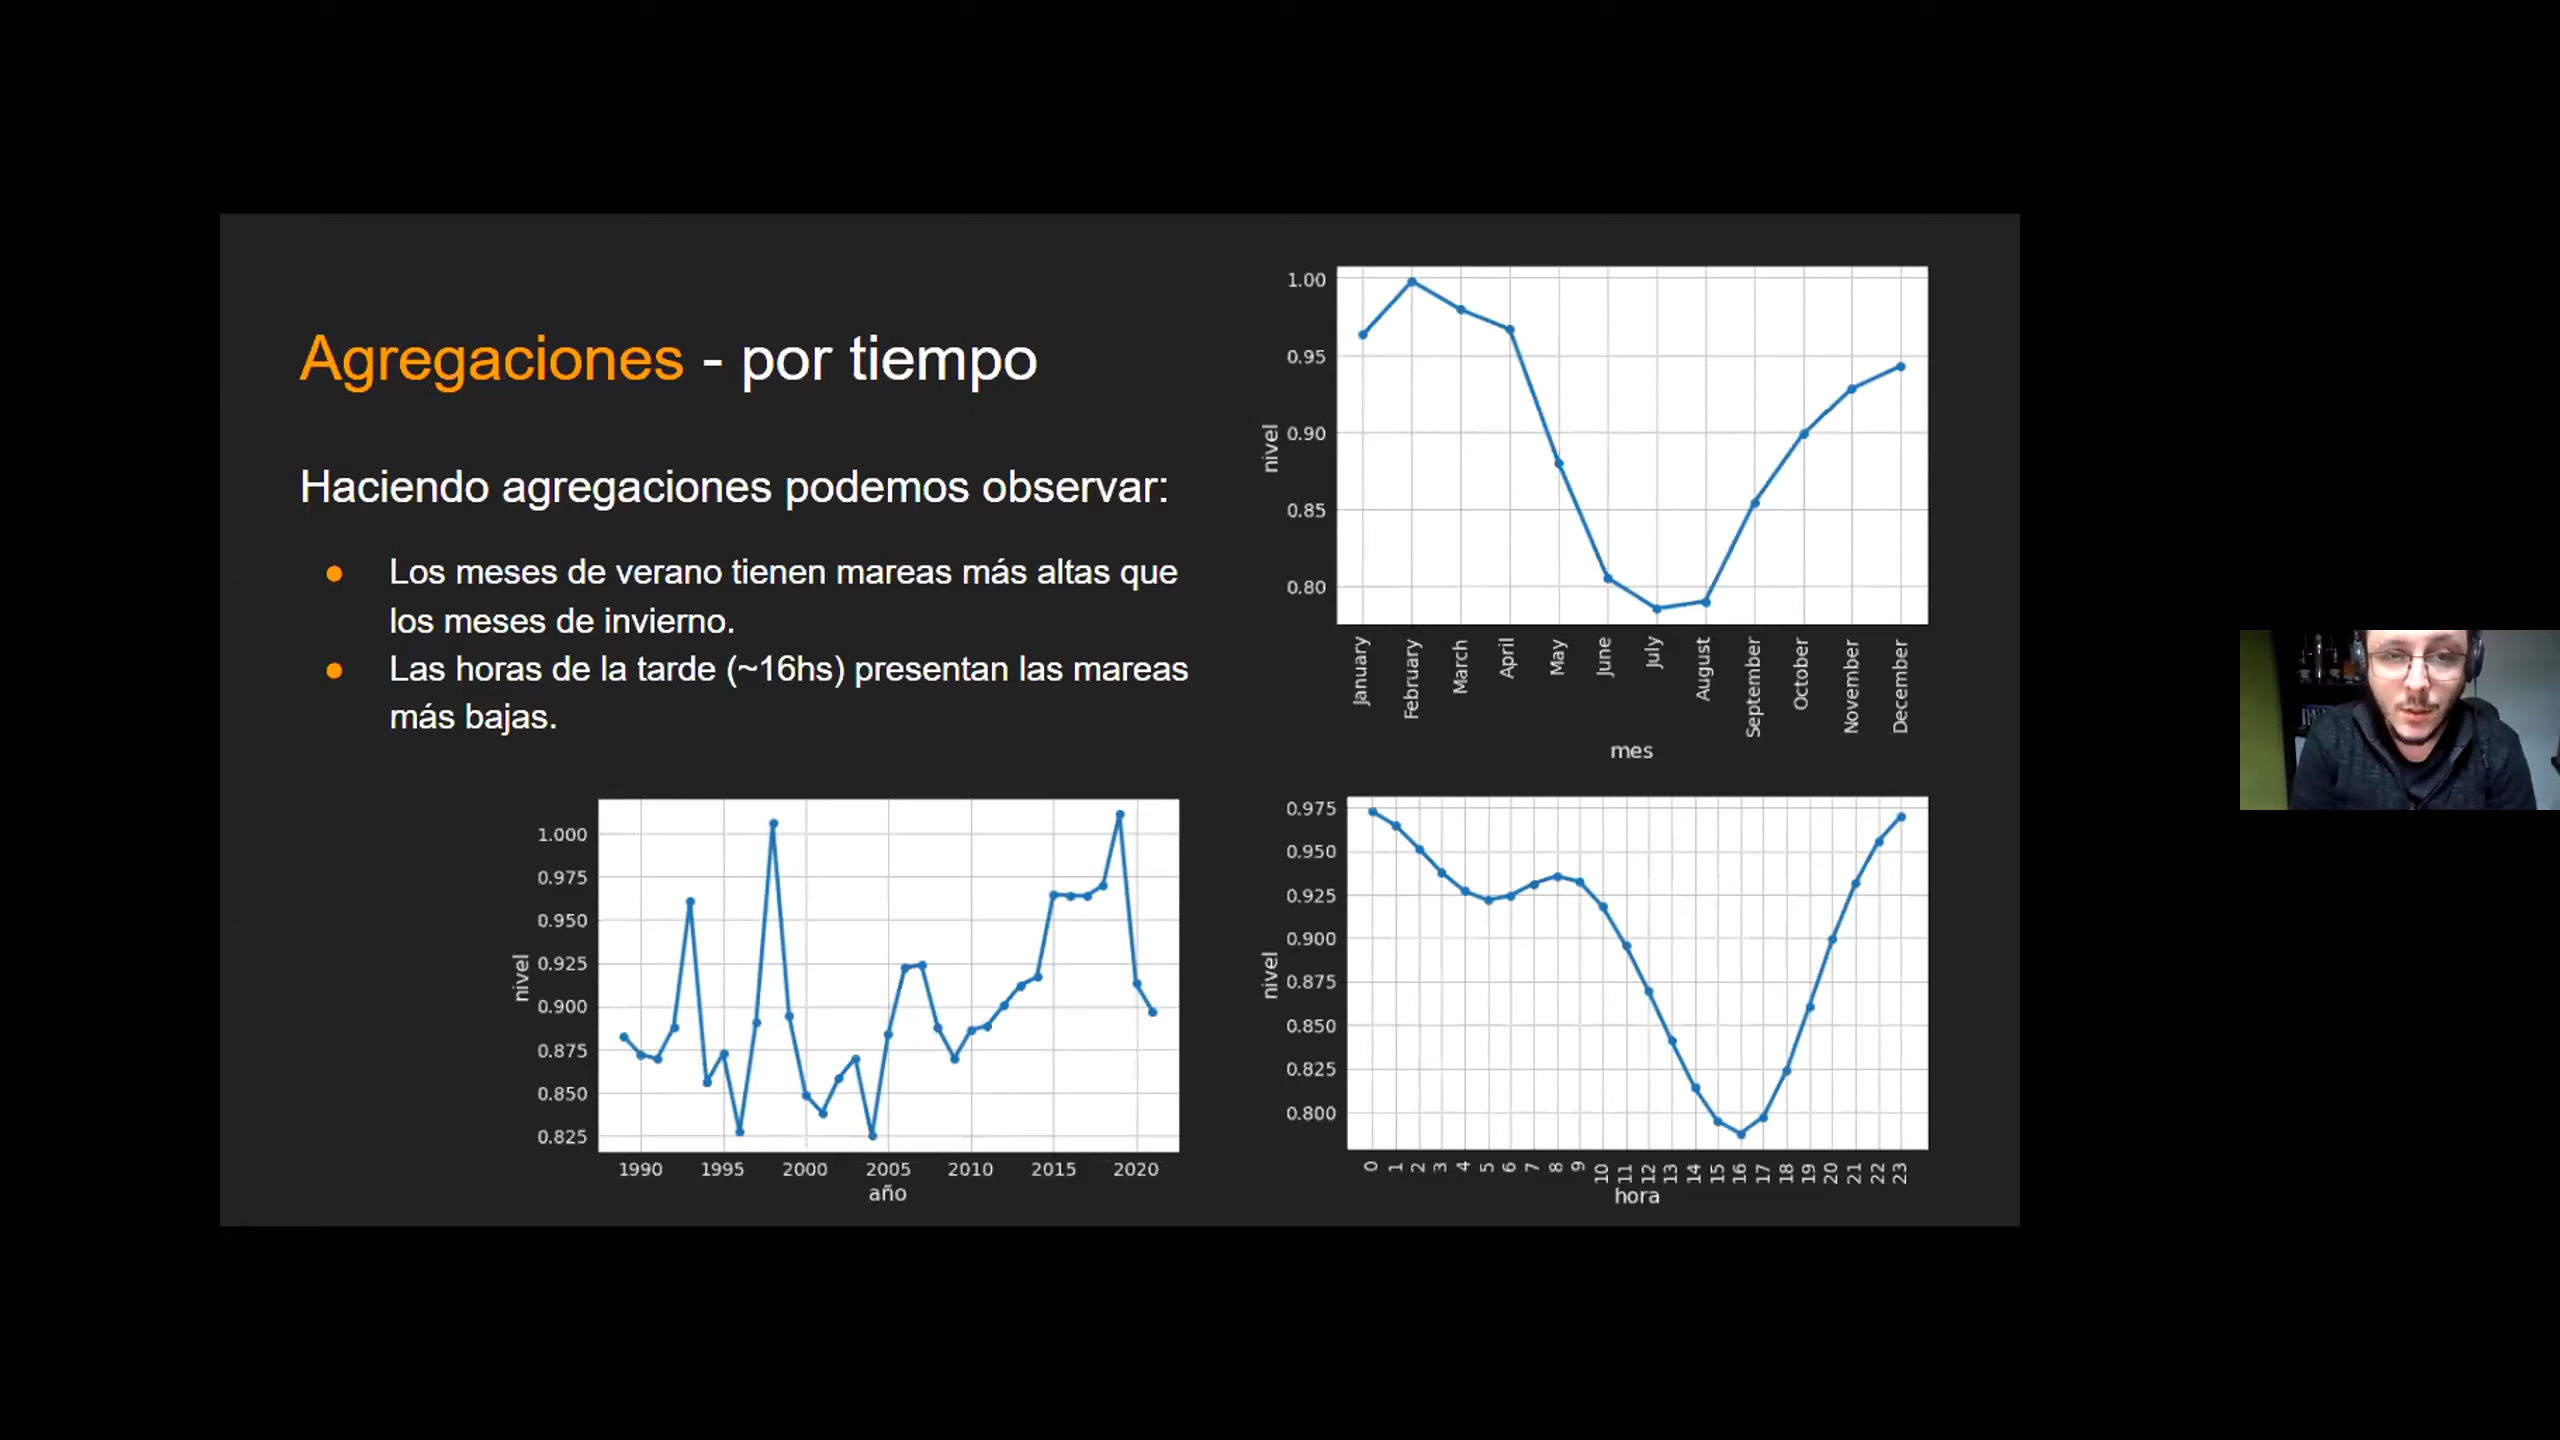 Agregaciones - por tiempo
Haciendo agregaciones podemos observar:
● Los meses de verano tienen mareas más altas que
los meses de invierno.
● Las horas de la tarde (~16hs) presentan las mareas
más bajas.
1.00
0.95
0.90
0.85
0.80
nivel
January
February
March
April
May
June
July
August
September
October
November
December
mes
1.000
0.975
0.950
0.925
0.900
0.875
0.850
0.825
nivel
1990 1995 2000 2005 2010 2015 2020
año
0.975
0.950
0.925
0.900
0.875
0.850
0.825
0.800
nivel
0 1 2 3 4 5 6 7 8 9 10 11 12 13 14 15 16 17 18 19 20 21 22 23
hora